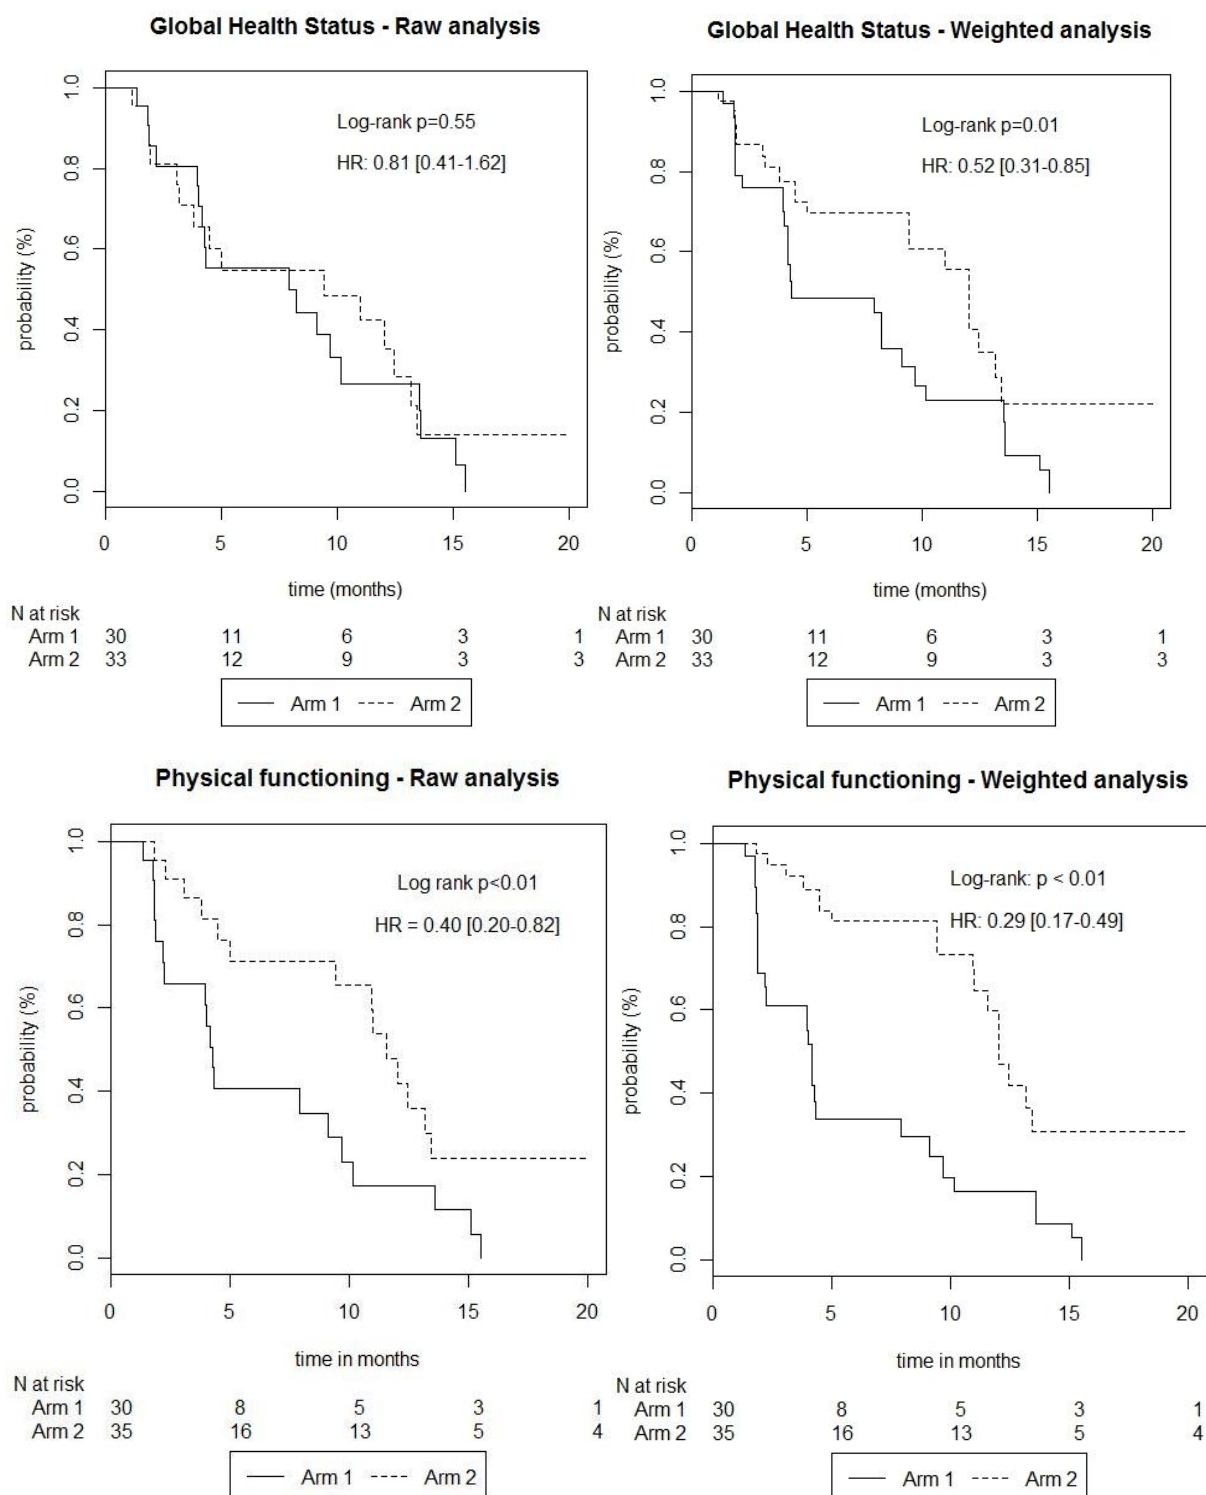 Global Health Status - Raw analysis
Log-rank p=0.55
HR: 0.81 [0.41-1.62]
probability (%)
1.0
0.8
0.6
0.4
0.2
0.0
0 5 10 15 20
time (months)
N at risk
Arm 1 30 11 6 3 1
Arm 2 33 12 9 3 3
Arm 1 Arm 2
Global Health Status - Weighted analysis
Log-rank p=0.01
HR: 0.52 [0.31-0.85]
probability (%)
1.0
0.8
0.6
0.4
0.2
0.0
0 5 10 15 20
time (months)
N at risk
Arm 1 30 11 6 3 1
Arm 2 33 12 9 3 3
Arm 1 Arm 2
Physical functioning - Raw analysis
Log rank p<0.01
HR = 0.40 [0.20-0.82]
probability (%)
1.0
0.8
0.6
0.4
0.2
0.0
0 5 10 15 20
time in months
N at risk
Arm 1 30 8 5 3 1
Arm 2 35 16 13 5 4
Arm 1 Arm 2
Physical functioning - Weighted analysis
Log-rank: p < 0.01
HR: 0.29 [0.17-0.49]
probability (%)
1.0
0.8
0.6
0.4
0.2
0.0
0 5 10 15 20
time in months
N at risk
Arm 1 30 8 5 3 1
Arm 2 35 16 13 5 4
Arm 1 Arm 2